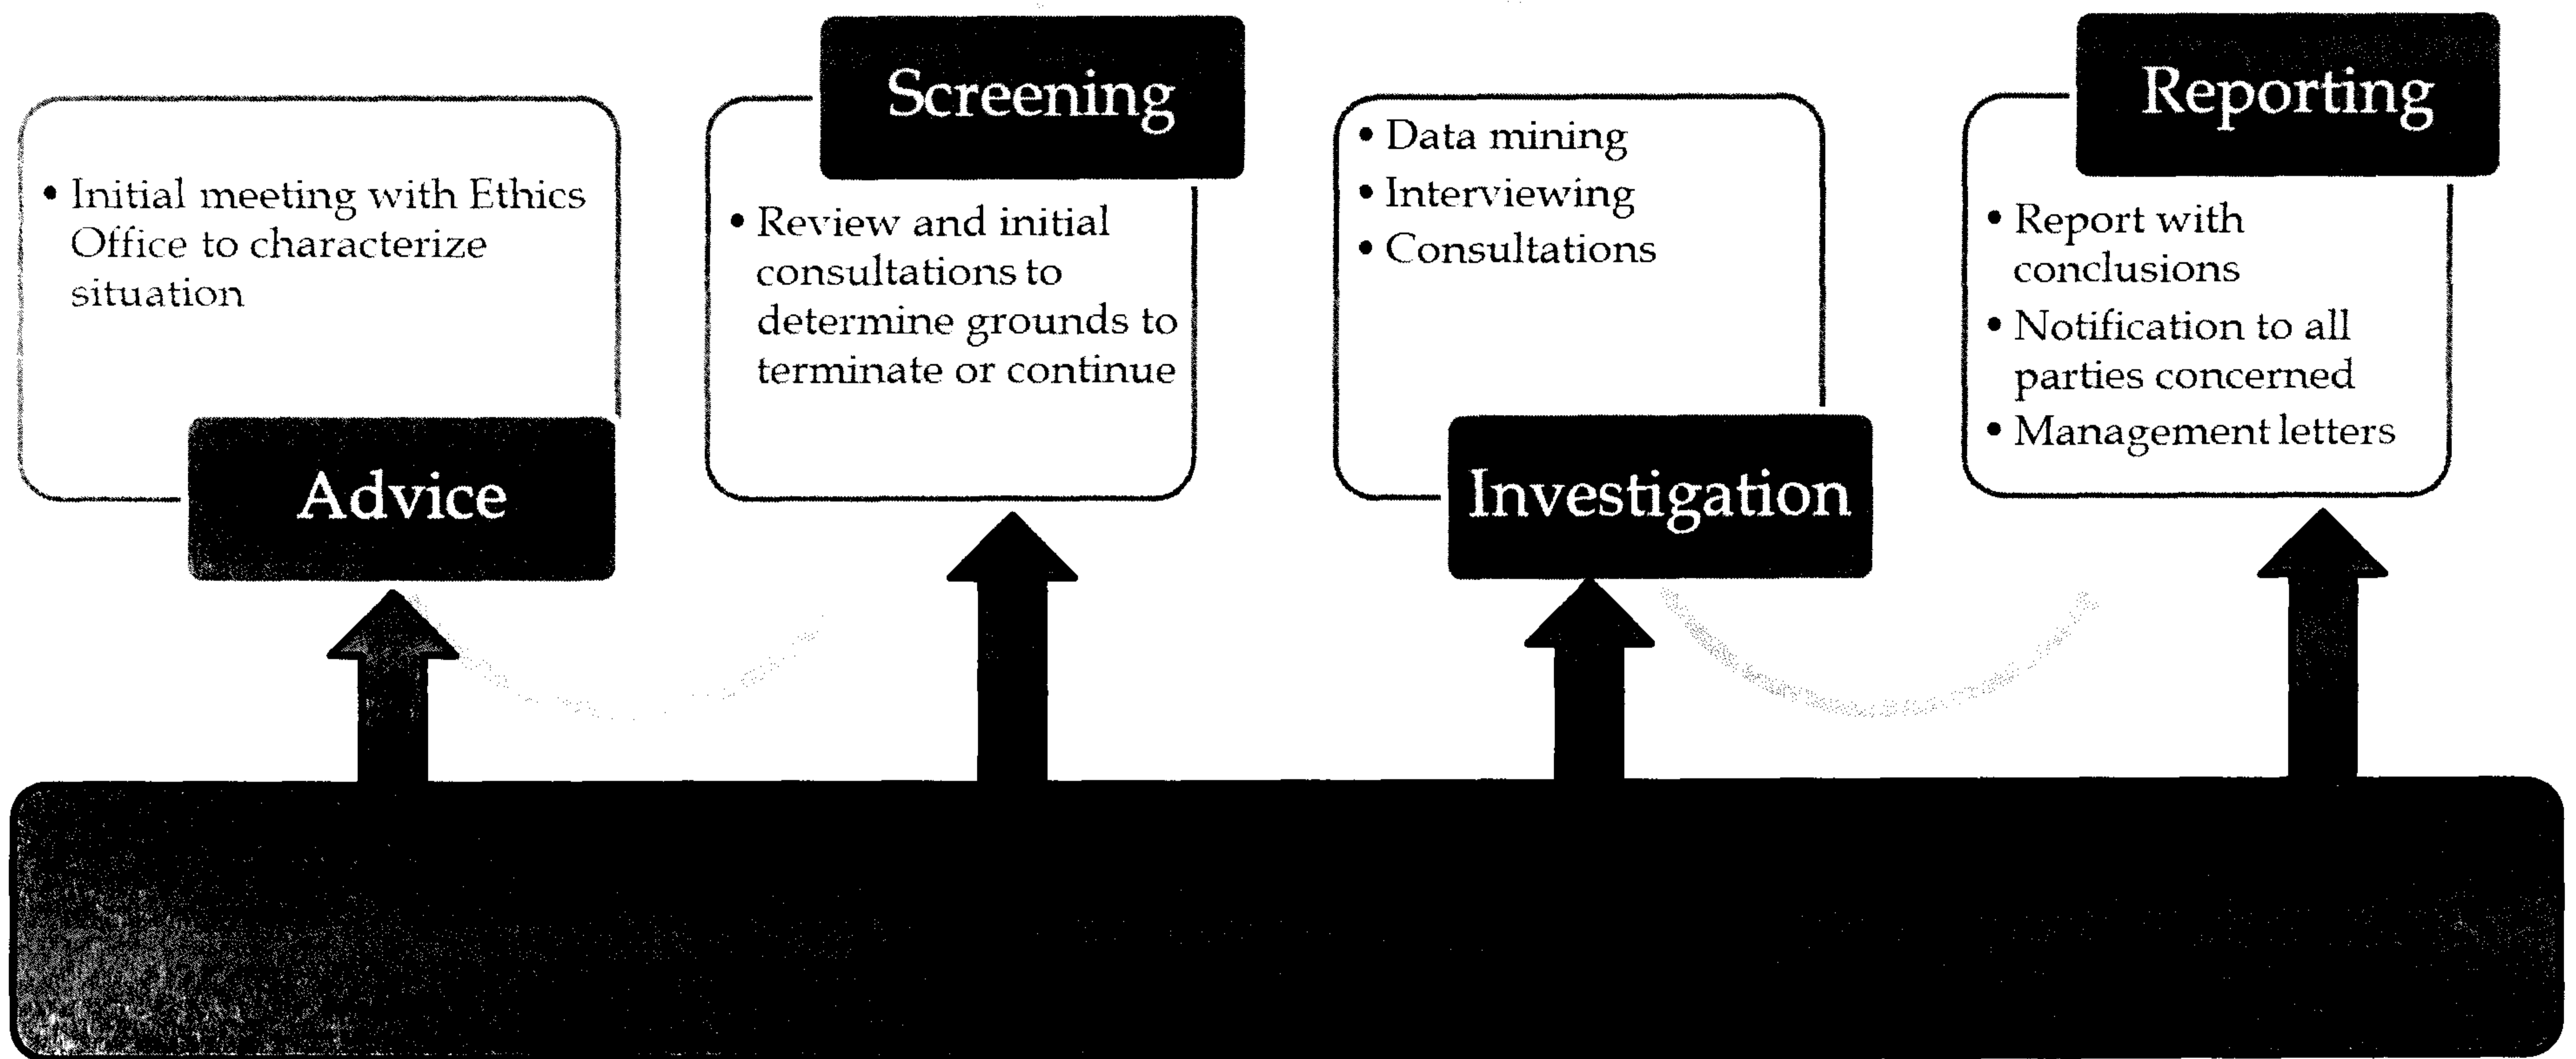 • Initial meeting with Ethics
Office to characterize
situation
Advice
Screening
• Review and initial
consultations to
determine grounds to
terminate or continue
• Data mining
• Interviewing
• Consultations
Investigation
Reporting
• Report with
conclusions
• Notification to all
parties concerned
• Management letters